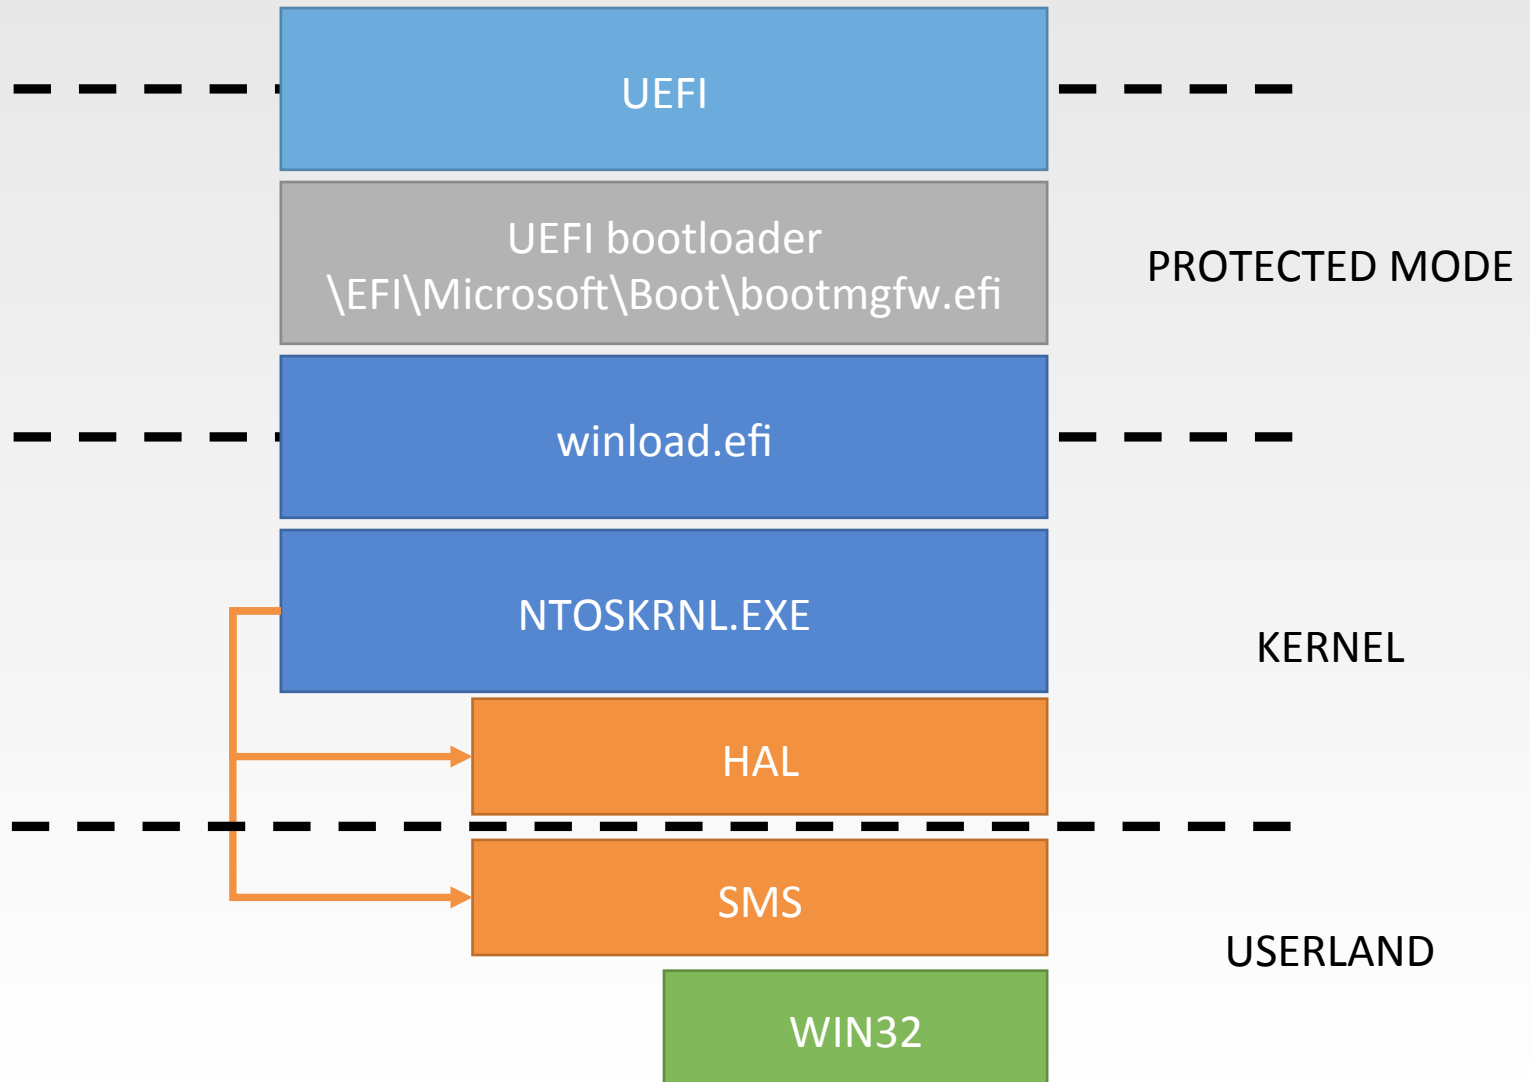 UEFI
UEFI bootloader
\EFI\Microsoft\Boot\bootmgfw.efi
PROTECTED MODE
winload.efi
NTOSKRNL.EXE
KERNEL
HAL
SMS
USERLAND
WIN32